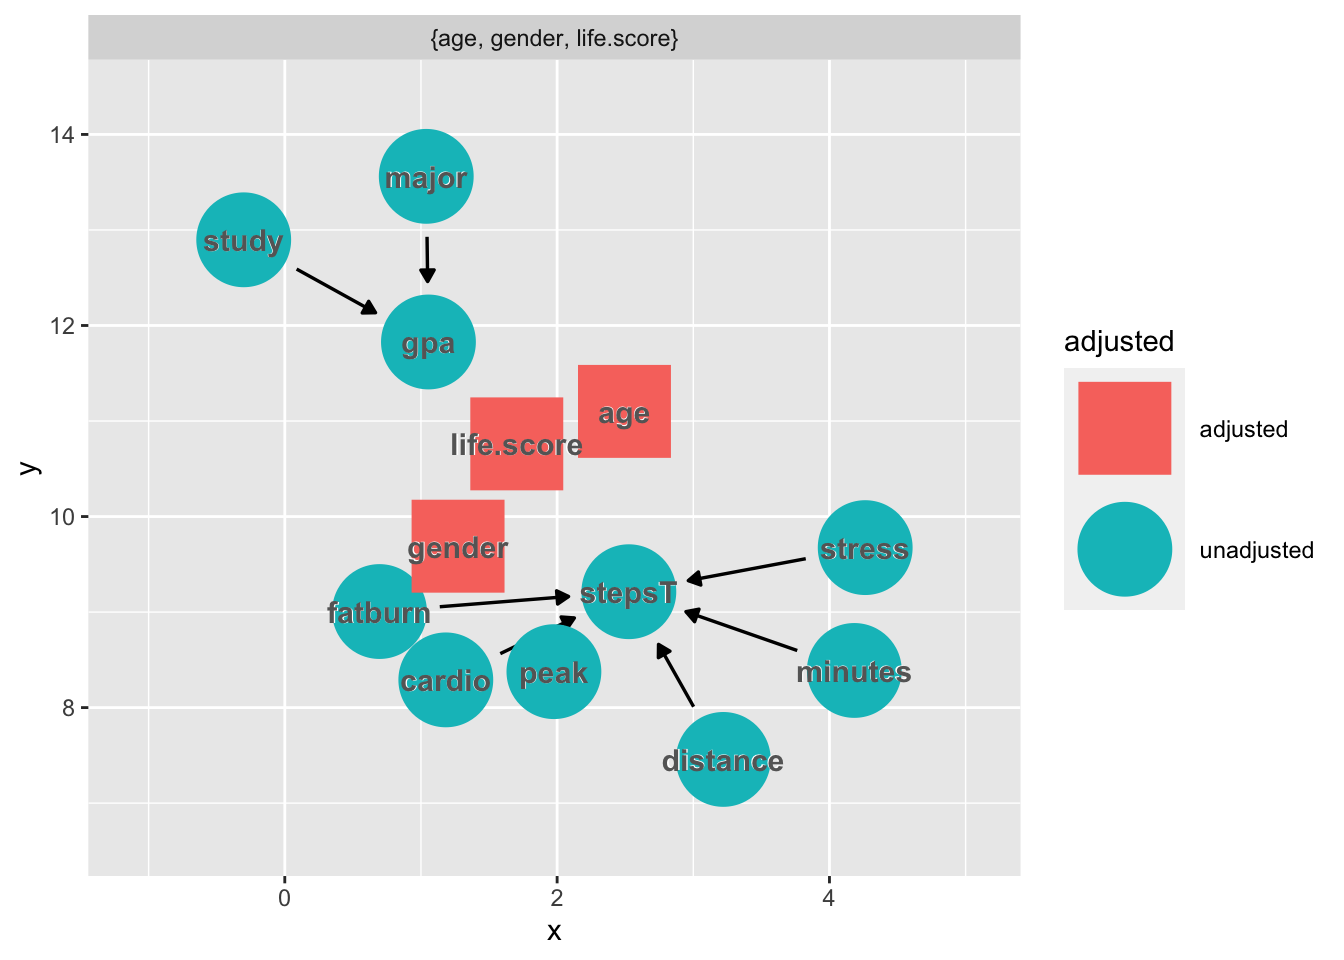 {age, gender, life.score}
14
12
10
8
y
major
study
gpa
age
life.score
gender
stress
stepsT
fatburn
peak
cardio
minutes
distance
0
2
4
x
adjusted
adjusted
unadjusted